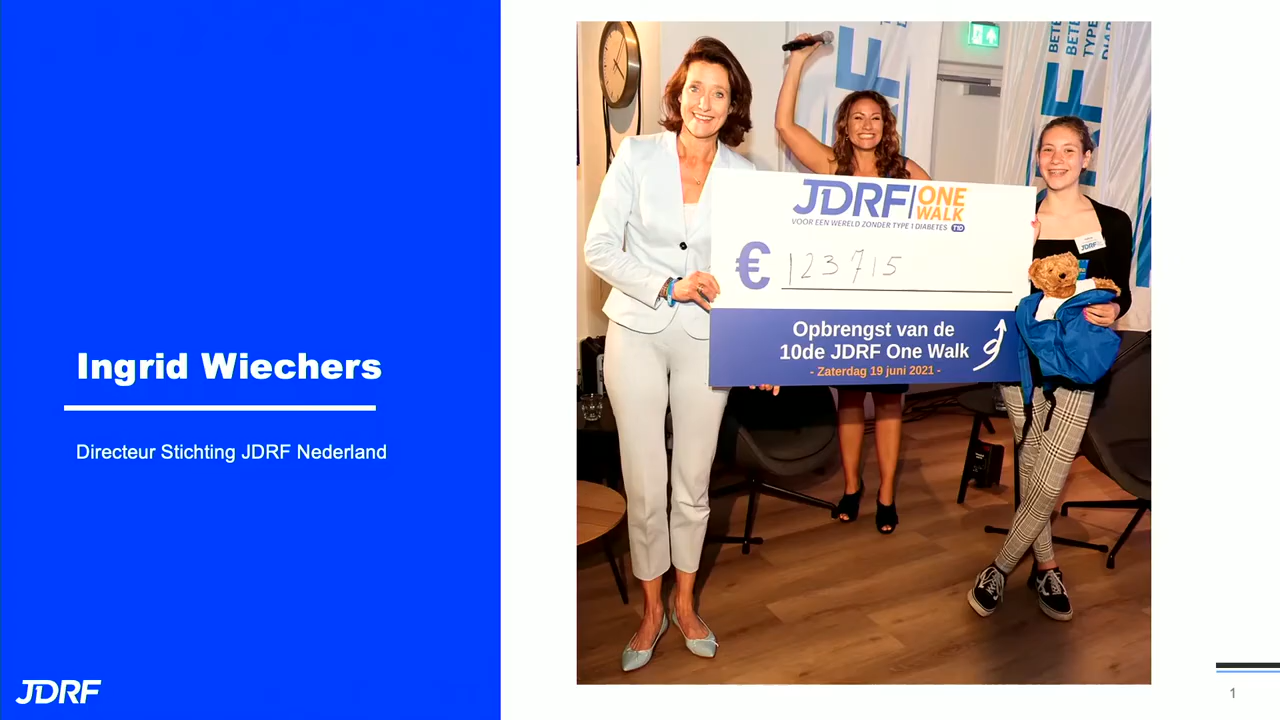 Ingrid Wiechers
Directeur Stichting JDRF Nederland
JDRF
JDRF ONE WALK
VOOR EEN WERELD ZONDER TYPE 1 DIABETES T1D
€ 123715
Opbrengst van de
10de JDRF One Walk
- Zaterdag 19 juni 2021 -
JDRF
1